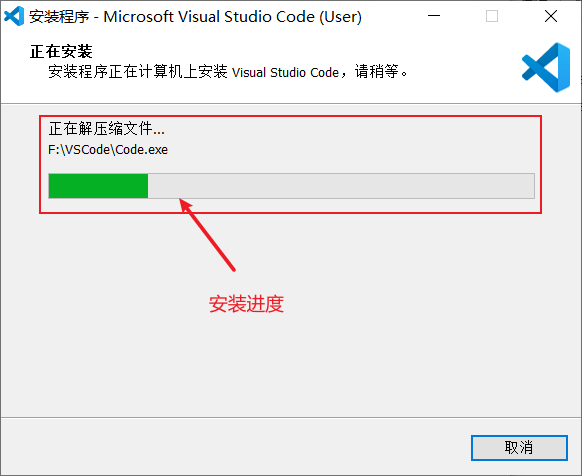 安装程序 - Microsoft Visual Studio Code (User)
正在安装
安装程序正在计算机上安装 Visual Studio Code，请稍等。
正在解压缩文件...
F:\VSCode\Code.exe
安装进度
取消